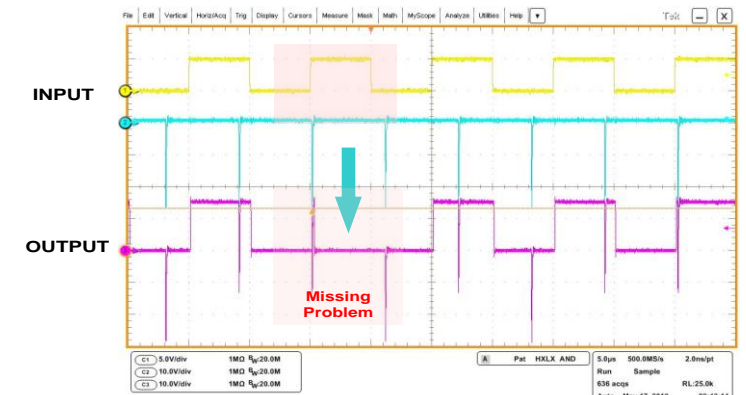 File Edit Vertical Horiz/Acq Trig Display Cursors Measure Mask Math MyScope Analyze Utilities Help ▼ Tek X
INPUT
OUTPUT
Missing
Problem
C1 5.0V/div 1MΩ BW:20.0M
C2 10.0V/div 1MΩ BW:20.0M
C3 10.0V/div 1MΩ BW:20.0M
A Pat HXLX AND
5.0µs 500.0MS/s 2.0ns/pt
Run Sample
636 acqs RL:25.0k